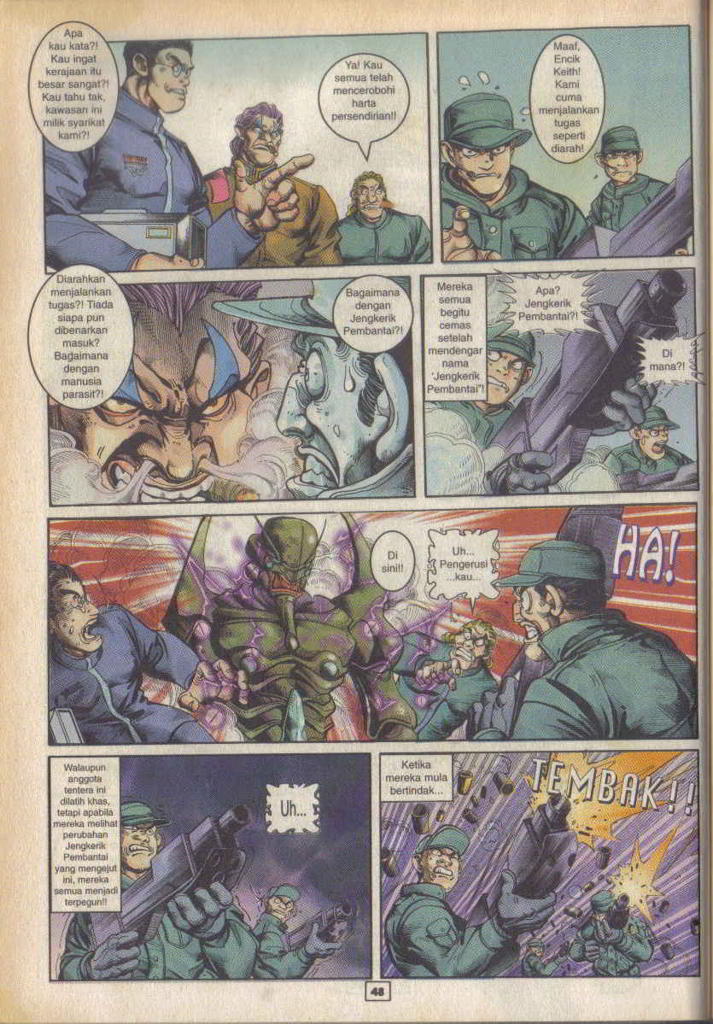 Apa
kau kata?!
Kau ingat
kerajaan itu
besar sangat?!
Kau tahu tak,
kawasan ini
milik syarikat
kami?!
Ya! Kau
semua telah
mencerobohi
harta
persendirian!!
Maaf,
Encik
Keith!
Kami
cuma
menjalankan
tugas
seperti
diarah!
Diarahkan
menjalankan
tugas?! Tiada
siapa pun
dibenarkan
masuk?
Bagaimana
dengan
manusia
parasit?!
Bagaimana
dengan
Jengkerik
Pembantai?!
Mereka
semua
begitu
cemas
setelah
mendengar
nama
'Jengkerik
Pembantai"!
Apa?
Jengkerik
Pembantai?!
Di
mana?!
Di
sini!!
Uh...
Pengerusi
...kau...
HA!
Walaupun
anggota
tentera ini
dilatih khas,
tetapi apabila
mereka melihat
perubahan
Jengkerik
Pembantai
yang mengejut
ini, mereka
semua menjadi
terpegun!!
Uh...
Ketika
mereka mula
bertindak...
TEMBAK!!
48